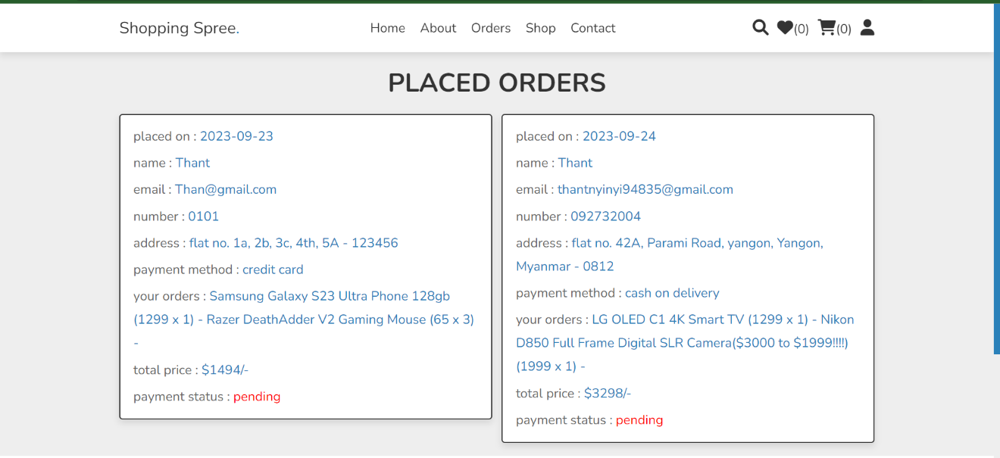 Shopping Spree.
Home About Orders Shop Contact
(0) (0)
PLACED ORDERS
placed on : 2023-09-23
name : Thant
email : Than@gmail.com
number : 0101
address : flat no. 1a, 2b, 3c, 4th, 5A - 123456
payment method : credit card
your orders : Samsung Galaxy S23 Ultra Phone 128gb
(1299 x 1) - Razer DeathAdder V2 Gaming Mouse (65 x 3)
-
total price : $1494/-
payment status : pending
placed on : 2023-09-24
name : Thant
email : thantnyinyi94835@gmail.com
number : 092732004
address : flat no. 42A, Parami Road, yangon, Yangon,
Myanmar - 0812
payment method : cash on delivery
your orders : LG OLED C1 4K Smart TV (1299 x 1) - Nikon
D850 Full Frame Digital SLR Camera($3000 to $1999!!!!)
(1999 x 1) -
total price : $3298/-
payment status : pending